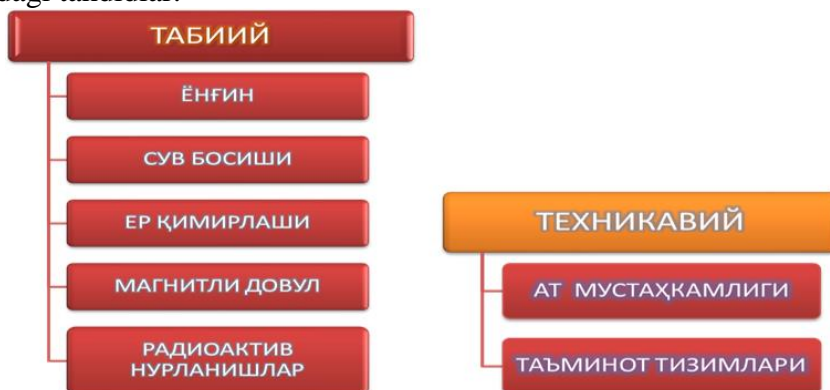 ТАБИИЙ
ЁНҒИН
СУВ БОСИШИ
ЕР ҚИМИРЛАШИ
МАГНИТЛИ ДОВУЛ
РАДИОАКТИВ
НУРЛАНИШЛАР
ТЕХНИКАВИЙ
АТ МУСТАҲКАМЛИГИ
ТАЪМИНОТ ТИЗИМЛАРИ